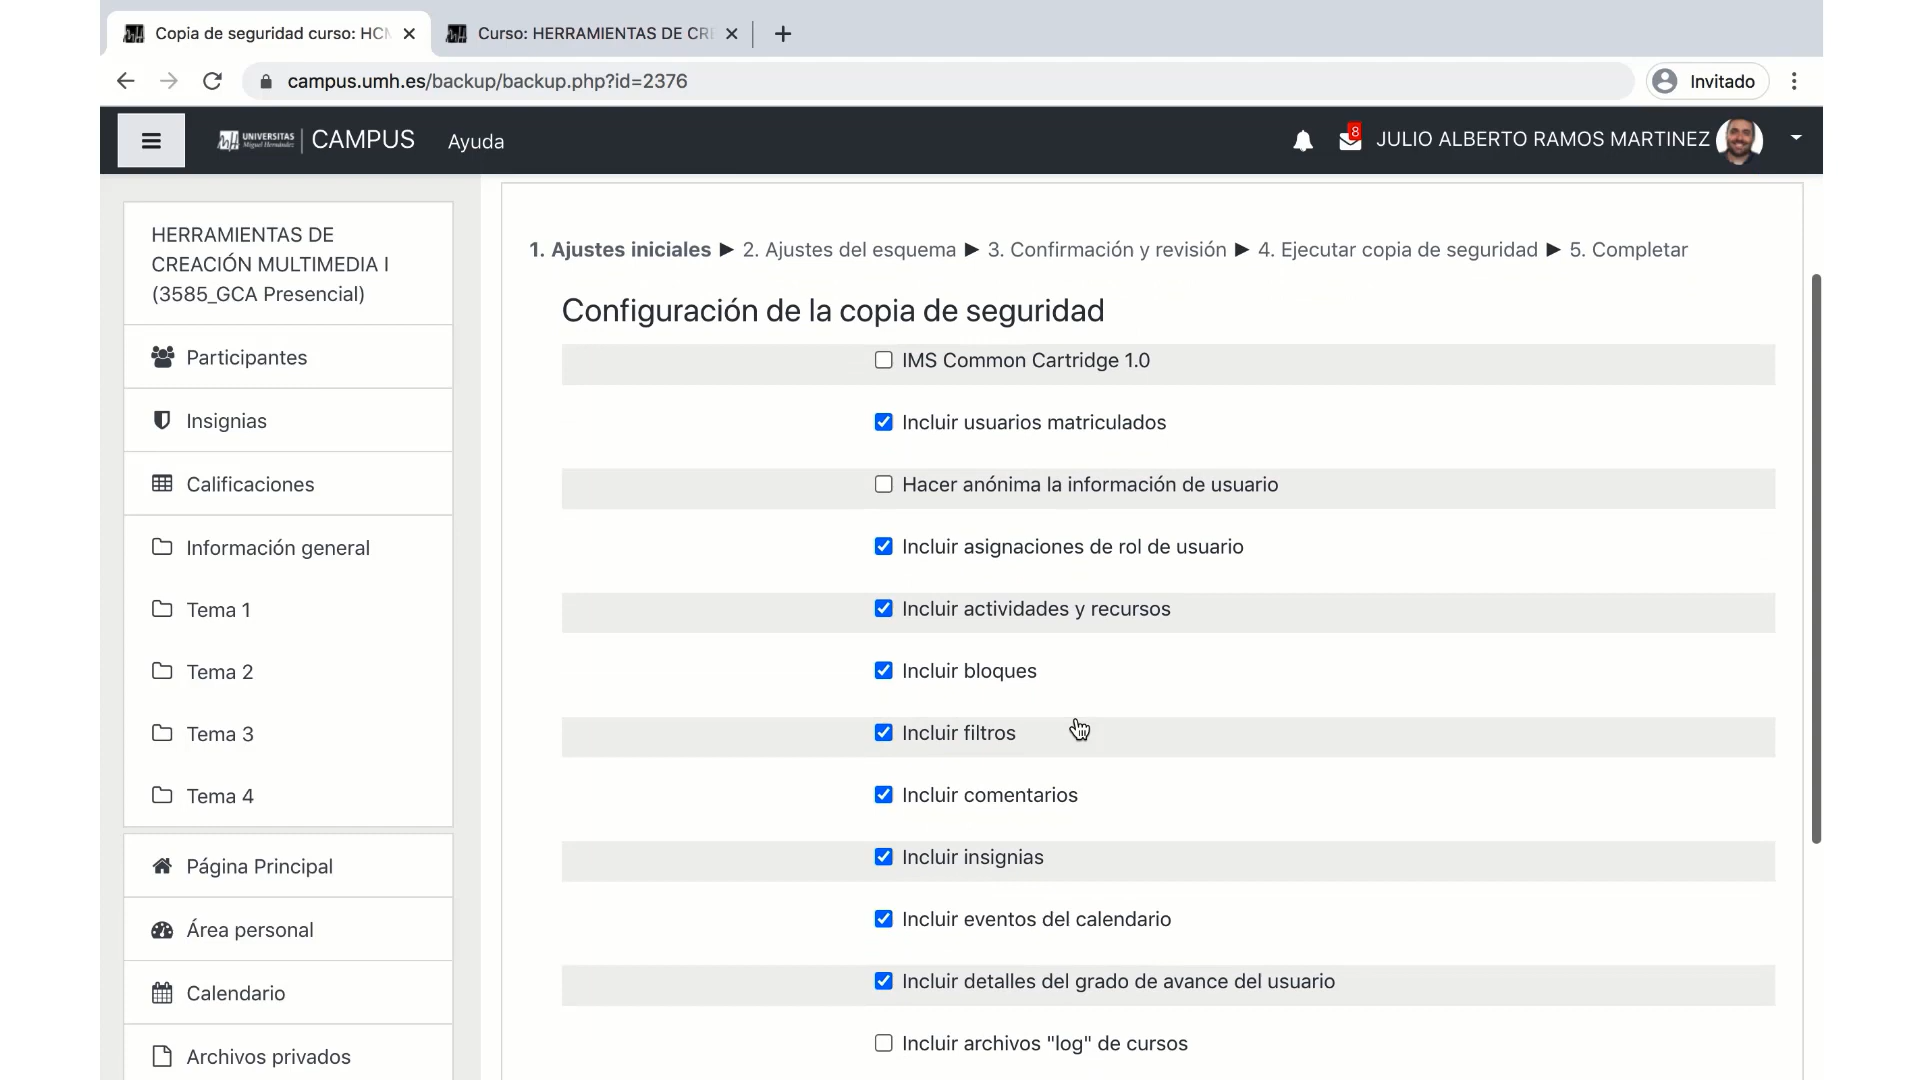 Copia de seguridad curso: HCM
Curso: HERRAMIENTAS DE CRE
campus.umh.es/backup/backup.php?id=2376
Invitado
UNIVERSITAS
Miguel Hernández
CAMPUS
Ayuda
8
JULIO ALBERTO RAMOS MARTINEZ
HERRAMIENTAS DE
CREACIÓN MULTIMEDIA I
(3585_GCA Presencial)
Participantes
Insignias
Calificaciones
Información general
Tema 1
Tema 2
Tema 3
Tema 4
Página Principal
Área personal
Calendario
Archivos privados
1. Ajustes iniciales ► 2. Ajustes del esquema ► 3. Confirmación y revisión ► 4. Ejecutar copia de seguridad ► 5. Completar
Configuración de la copia de seguridad
IMS Common Cartridge 1.0
Incluir usuarios matriculados
Hacer anónima la información de usuario
Incluir asignaciones de rol de usuario
Incluir actividades y recursos
Incluir bloques
Incluir filtros
Incluir comentarios
Incluir insignias
Incluir eventos del calendario
Incluir detalles del grado de avance del usuario
Incluir archivos "log" de cursos